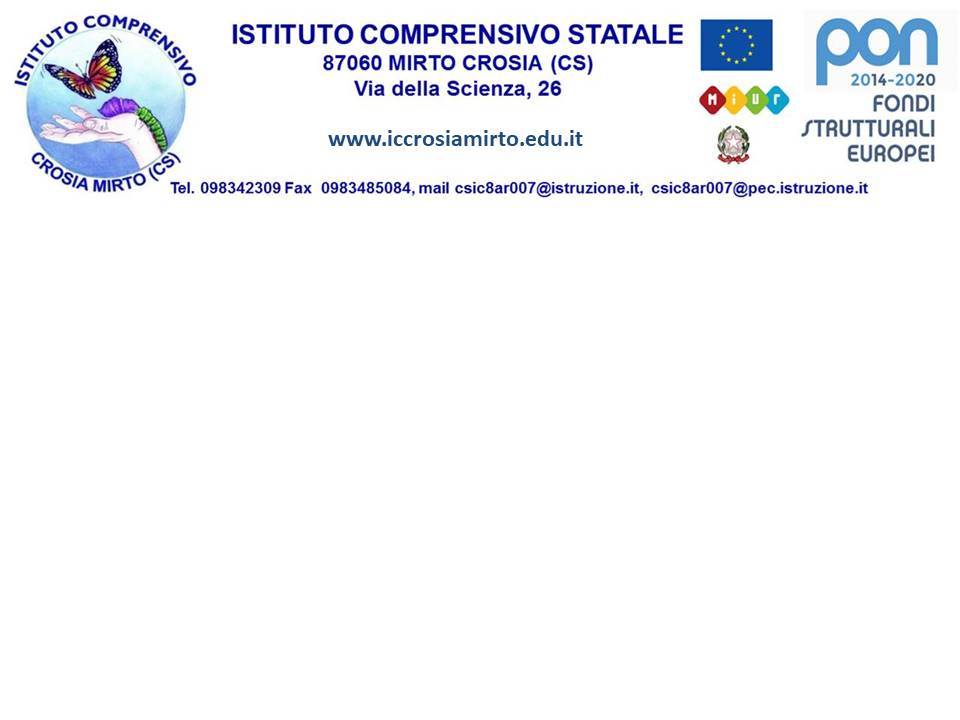 ISTITUTO COMPRENSIVO
CROSIA MIRTO (CS)
ISTITUTO COMPRENSIVO STATALE
87060 MIRTO CROSIA (CS)
Via della Scienza, 26
www.iccrosiamirto.edu.it
MiUr
pon
2014-2020
FONDI
STRUTTURALI
EUROPEI
Tel. 098342309 Fax 0983485084, mail csic8ar007@istruzione.it, csic8ar007@pec.istruzione.it